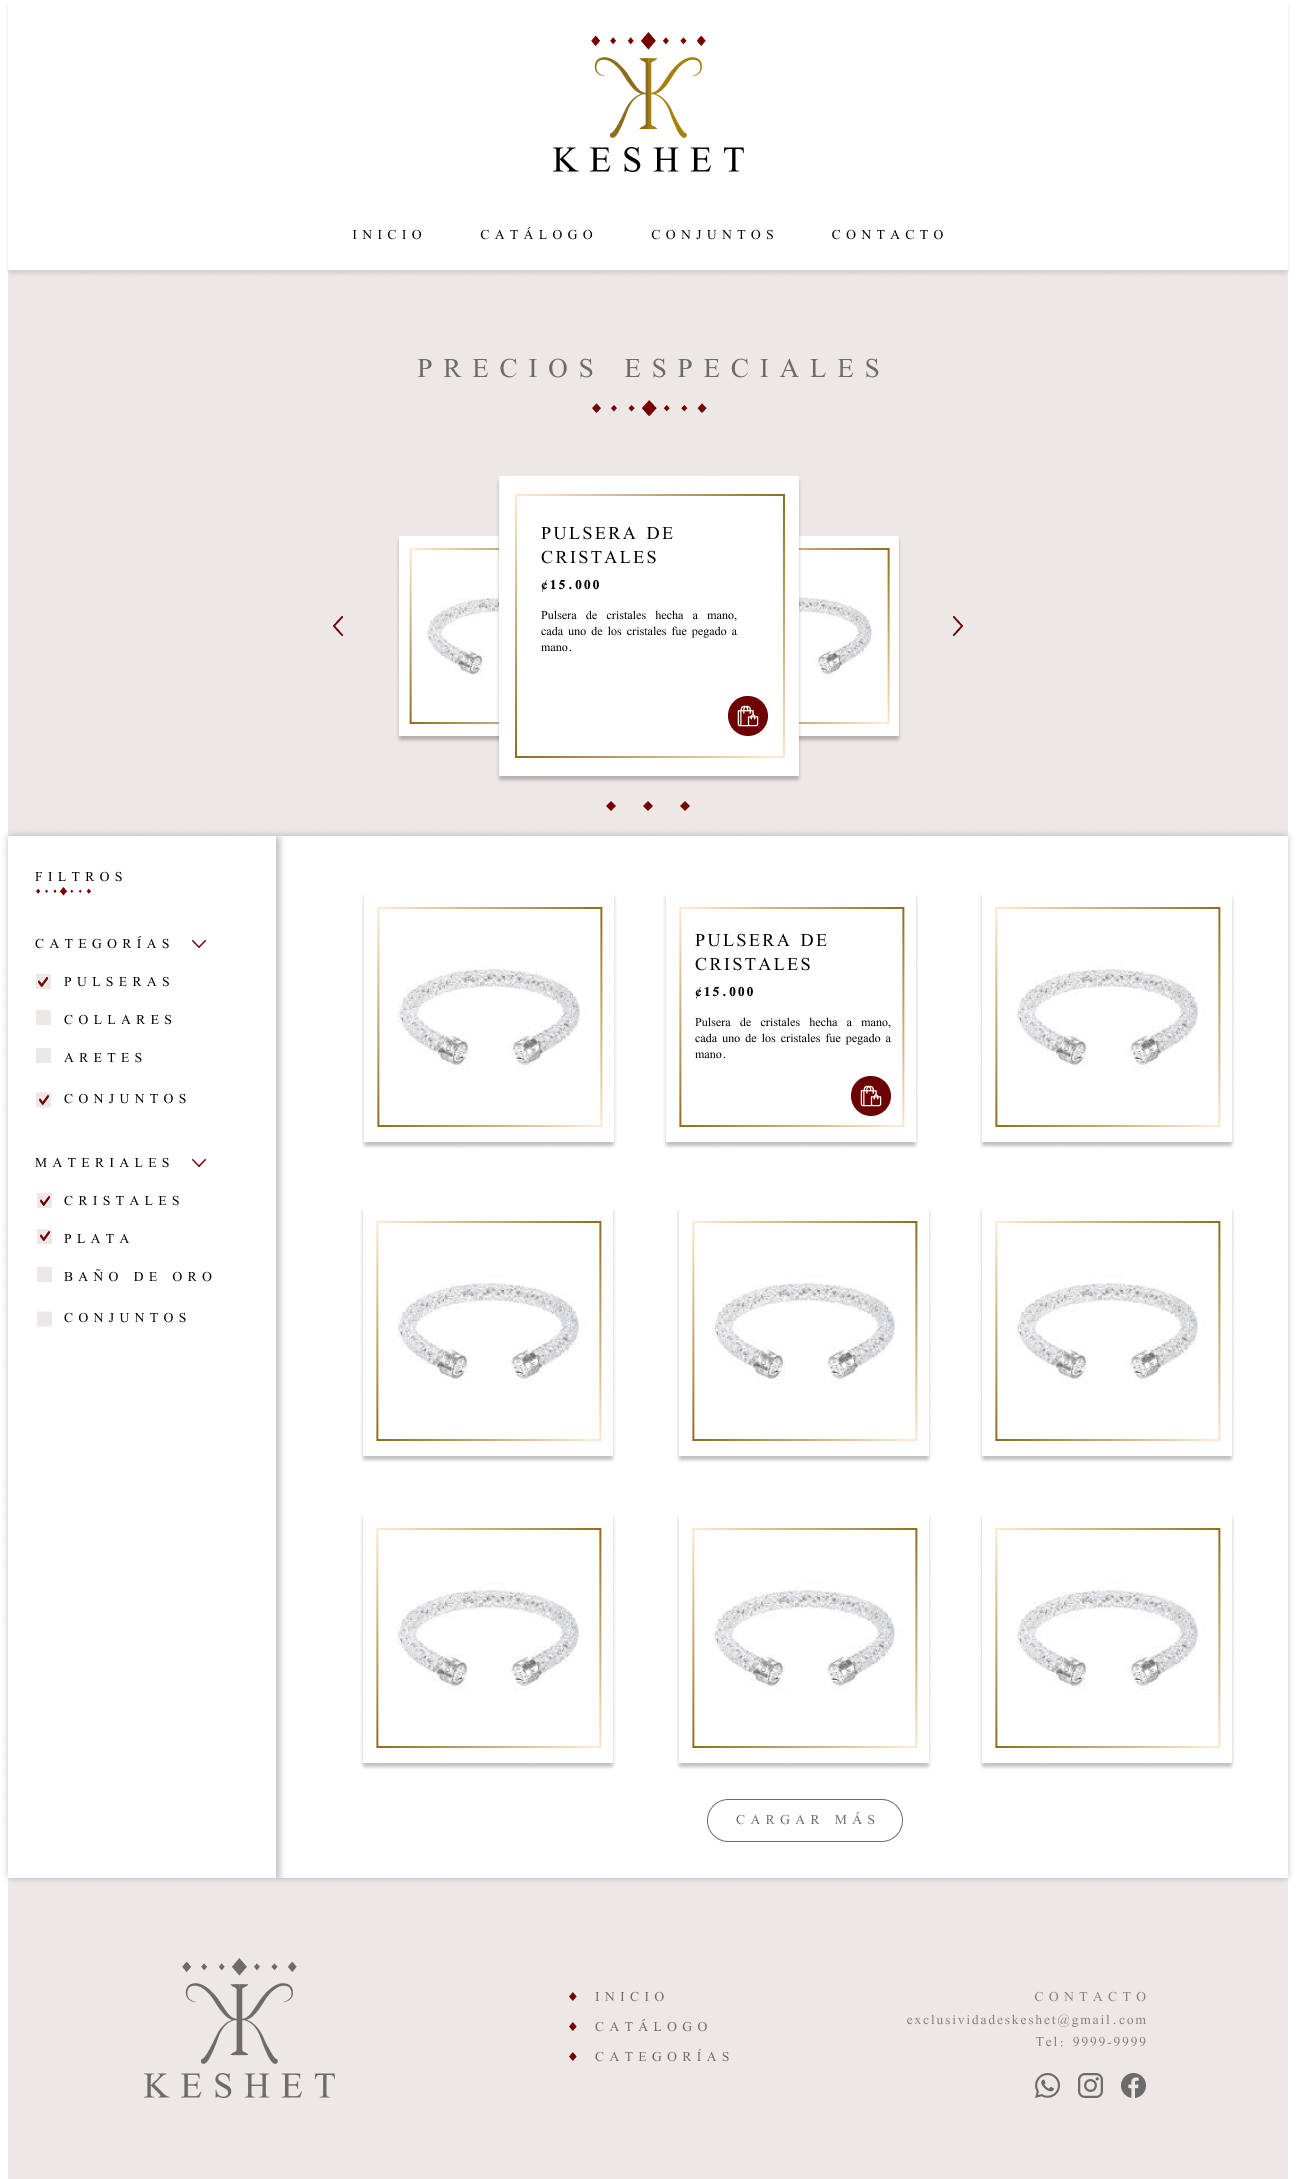 KESHET
INICIO CATÁLOGO CONJUNTOS CONTACTO
PRECIOS ESPECIALES
PULSERA DE
CRISTALES
¢15.000
Pulsera de cristales hecha a mano,
cada uno de los cristales fue pegado a
mano.
FILTROS
CATEGORÍAS
PULSERAS
COLLARES
ARETES
CONJUNTOS
MATERIALES
CRISTALES
PLATA
BAÑO DE ORO
CONJUNTOS
PULSERA DE
CRISTALES
¢15.000
Pulsera de cristales hecha a mano,
cada uno de los cristales fue pegado a
mano.
CARGAR MÁS
KESHET
INICIO
CATÁLOGO
CATEGORÍAS
CONTACTO
exclusividadeskeshet@gmail.com
Tel: 9999-9999